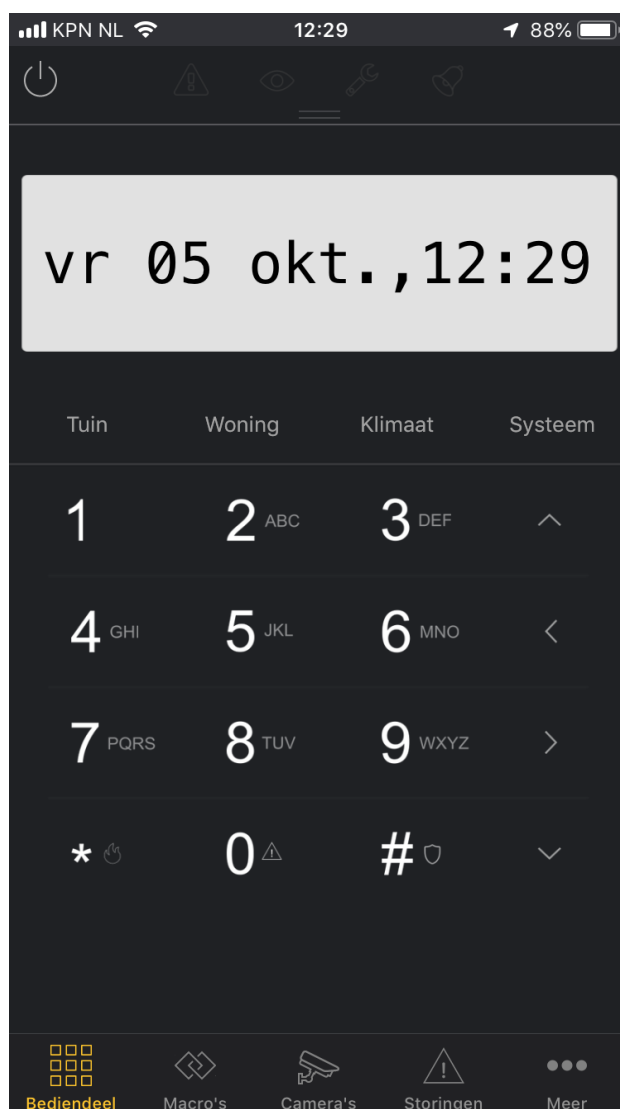 KPN NL 12:29 88%
vr 05 okt.,12:29
Tuin Woning Klimaat Systeem
1 2 ABC 3 DEF
4 GHI 5 JKL 6 MNO
7 PQRS 8 TUV 9 WXYZ
* 0 #
Bediendeel Macro's Camera's Storingen Meer